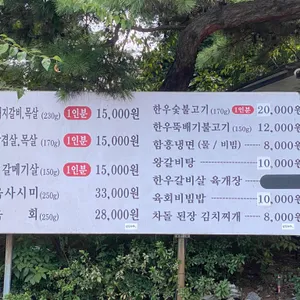 지갈비,목살 (230g) 1인분 15,000원
겹살,목살 (170g) 1인분 15,000원
갈메기살 (150g) 1인분 15,000원
사시미 (250g) 33,000원
회 (250g) 28,000원
한우숯불고기 (170g) 1인분 20,000원
한우뚝배기불고기 (150g) 12,000원
함흥냉면 (물 / 비빔) 8,000원
왕갈비탕 10,000원
한우갈비살 육개장
육회비빔밥 10,000원
차돌 된장 김치찌개 8,000원